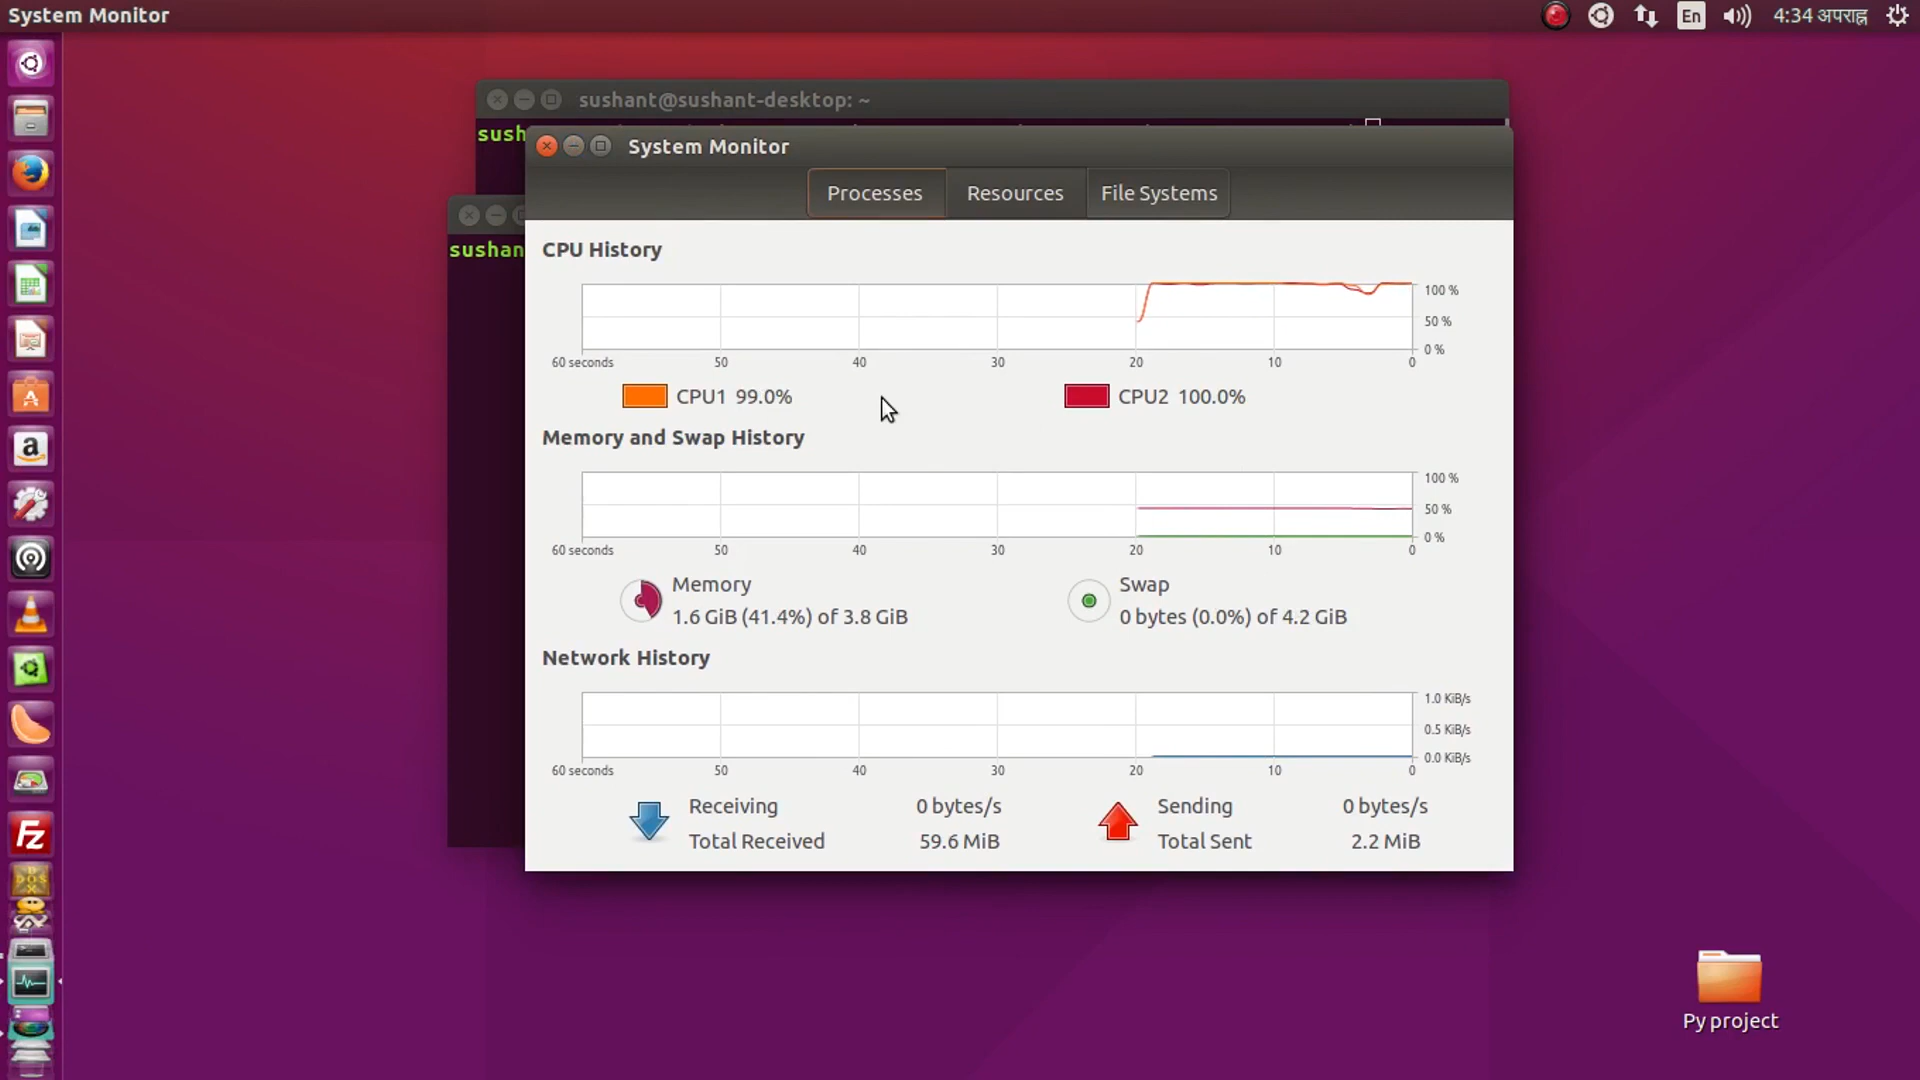 System Monitor
En 4:34 अपराह्न
sushant@sushant-desktop: ~
sush
System Monitor
Processes Resources File Systems
sushan
CPU History
100 %
50 %
0 %
60 seconds 50 40 30 20 10 0
CPU1 99.0% CPU2 100.0%
Memory and Swap History
100 %
50 %
0 %
60 seconds 50 40 30 20 10 0
Memory Swap
1.6 GiB (41.4%) of 3.8 GiB 0 bytes (0.0%) of 4.2 GiB
Network History
1.0 KiB/s
0.5 KiB/s
0.0 KiB/s
60 seconds 50 40 30 20 10 0
Receiving 0 bytes/s Sending 0 bytes/s
Total Received 59.6 MiB Total Sent 2.2 MiB
a
Fz
DOS
Py project